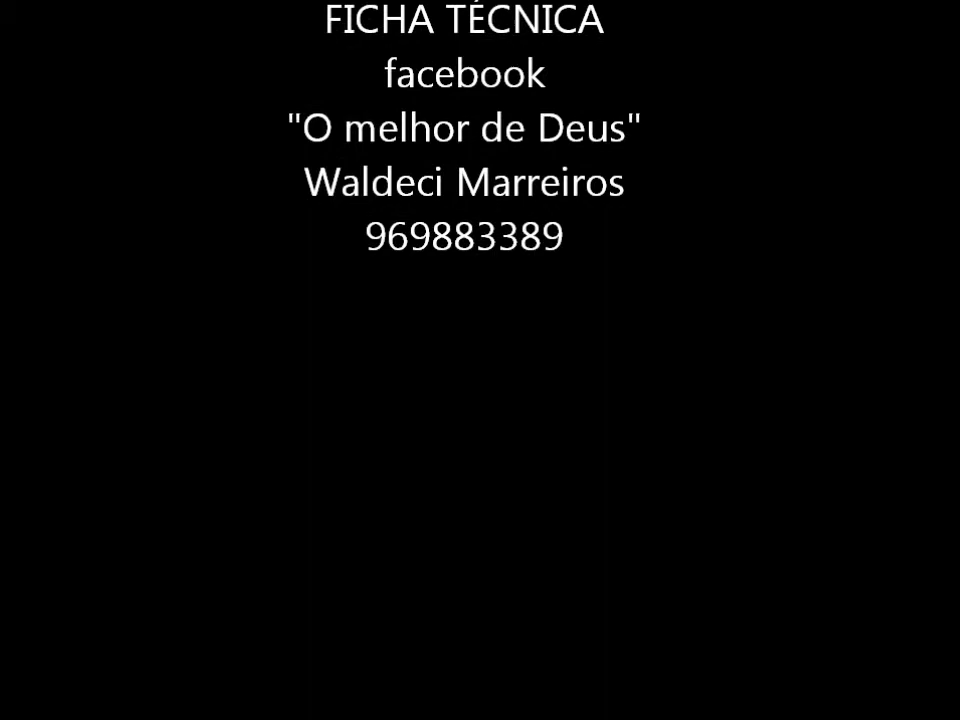 FICHA TÉCNICA
facebook
"O melhor de Deus"
Waldeci Marreiros
969883389